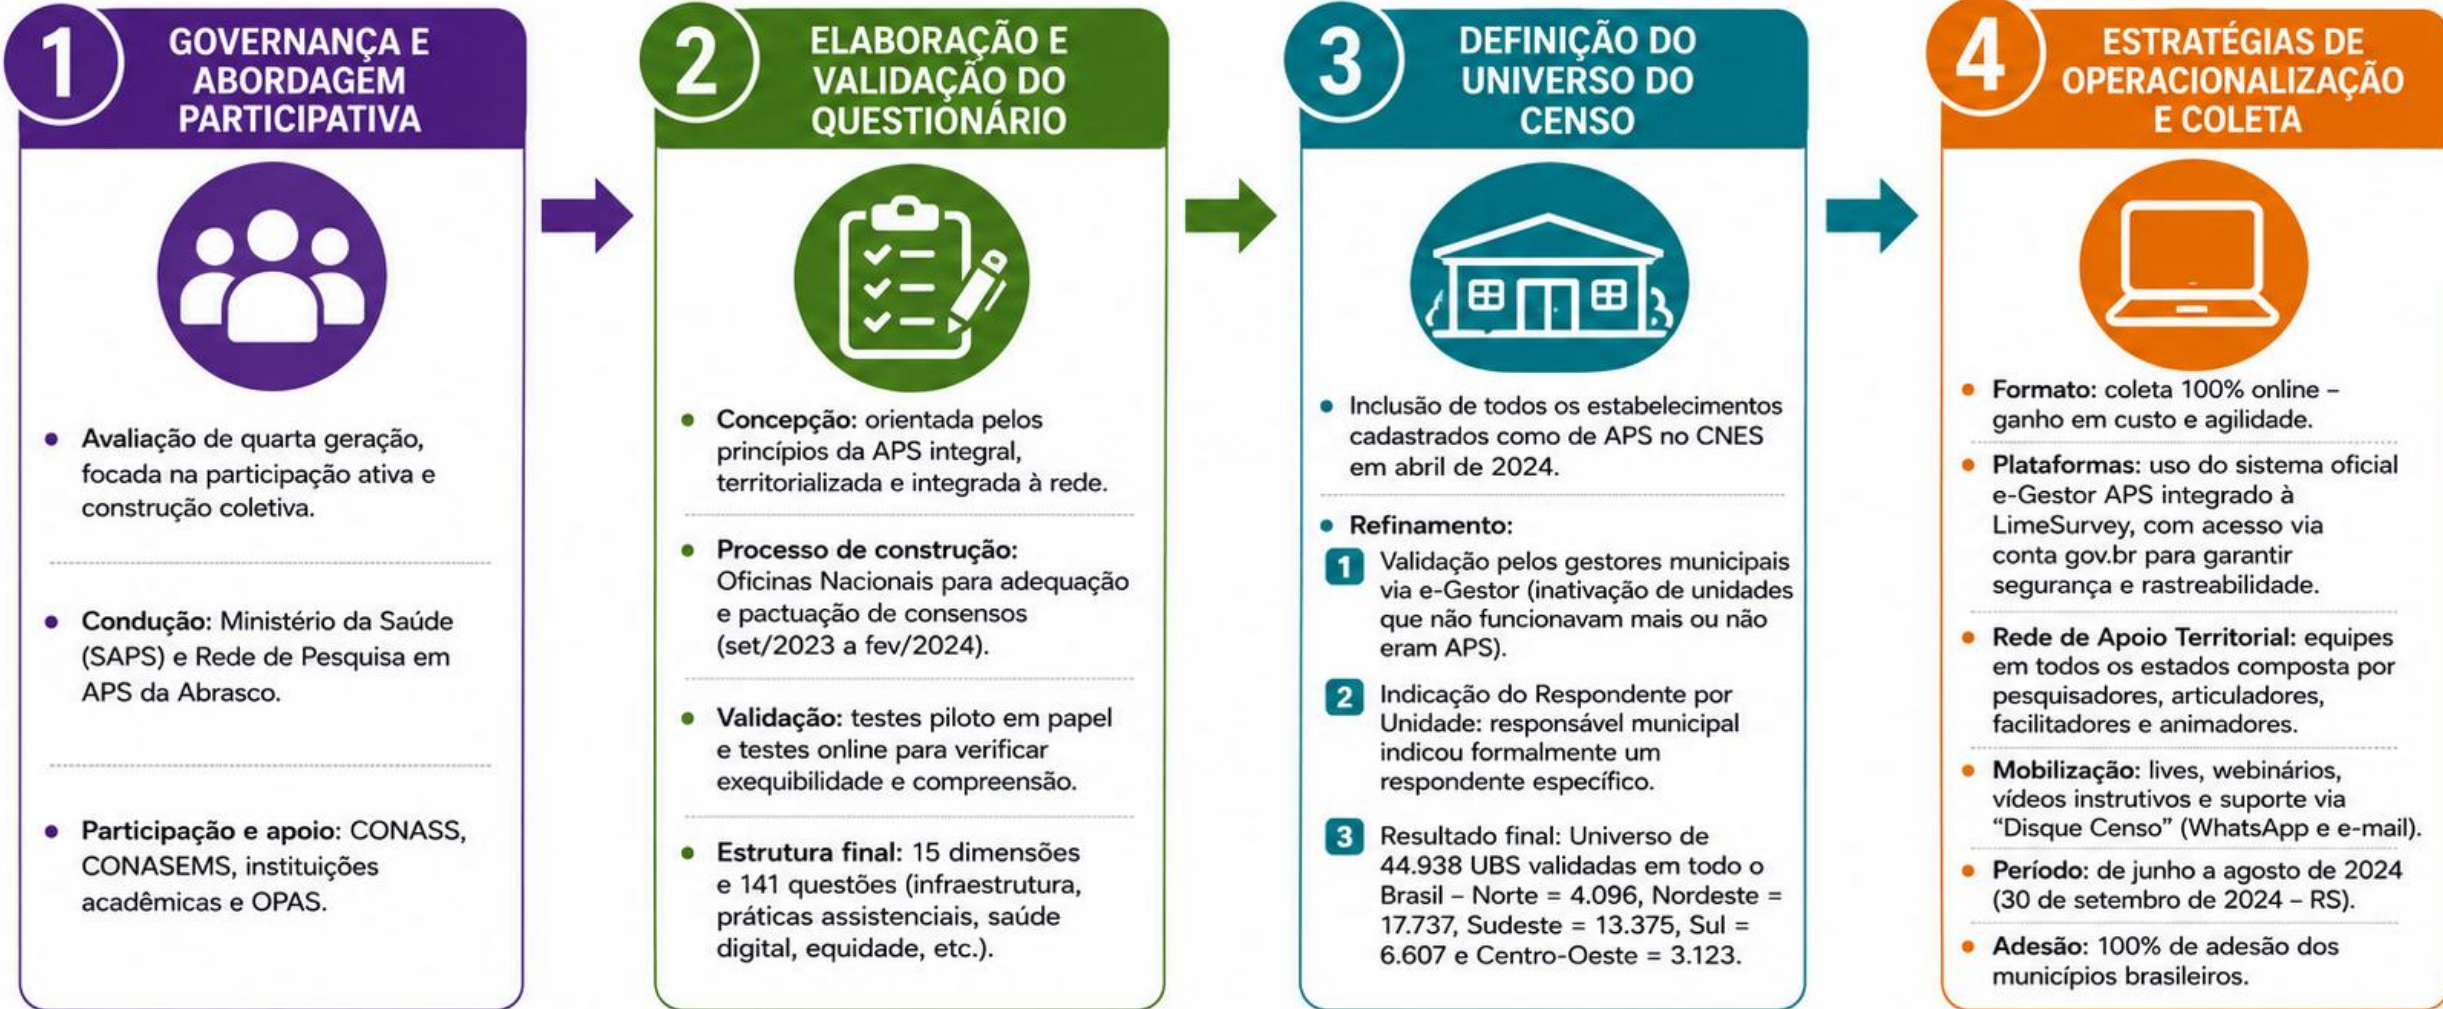 1
GOVERNANÇA E
ABORDAGEM
PARTICIPATIVA
• Avaliação de quarta geração,
focada na participação ativa e
construção coletiva.
• Condução: Ministério da Saúde
(SAPS) e Rede de Pesquisa em
APS da Abrasco.
• Participação e apoio: CONASS,
CONASEMS, instituições
acadêmicas e OPAS.
2
ELABORAÇÃO E
VALIDAÇÃO DO
QUESTIONÁRIO
• Concepção: orientada pelos
princípios da APS integral,
territorializada e integrada à rede.
• Processo de construção:
Oficinas Nacionais para adequação
e pactuação de consensos
(set/2023 a fev/2024).
• Validação: testes piloto em papel
e testes online para verificar
exequibilidade e compreensão.
• Estrutura final: 15 dimensões
e 141 questões (infraestrutura,
práticas assistenciais, saúde
digital, equidade, etc.).
3
DEFINIÇÃO DO
UNIVERSO DO
CENSO
• Inclusão de todos os estabelecimentos
cadastrados como de APS no CNES
em abril de 2024.
• Refinamento:
1 Validação pelos gestores municipais
via e-Gestor (inativação de unidades
que não funcionavam mais ou não
eram APS).
2 Indicação do Respondente por
Unidade: responsável municipal
indicou formalmente um
respondente específico.
3 Resultado final: Universo de
44.938 UBS validadas em todo o
Brasil – Norte = 4.096, Nordeste =
17.737, Sudeste = 13.375, Sul =
6.607 e Centro-Oeste = 3.123.
4
ESTRATÉGIAS DE
OPERACIONALIZAÇÃO
E COLETA
• Formato: coleta 100% online –
ganho em custo e agilidade.
• Plataformas: uso do sistema oficial
e-Gestor APS integrado à
LimeSurvey, com acesso via
conta gov.br para garantir
segurança e rastreabilidade.
• Rede de Apoio Territorial: equipes
em todos os estados composta por
pesquisadores, articuladores,
facilitadores e animadores.
• Mobilização: lives, webinários,
vídeos instrutivos e suporte via
“Disque Censo” (WhatsApp e e-mail).
• Período: de junho a agosto de 2024
(30 de setembro de 2024 – RS).
• Adesão: 100% de adesão dos
municípios brasileiros.